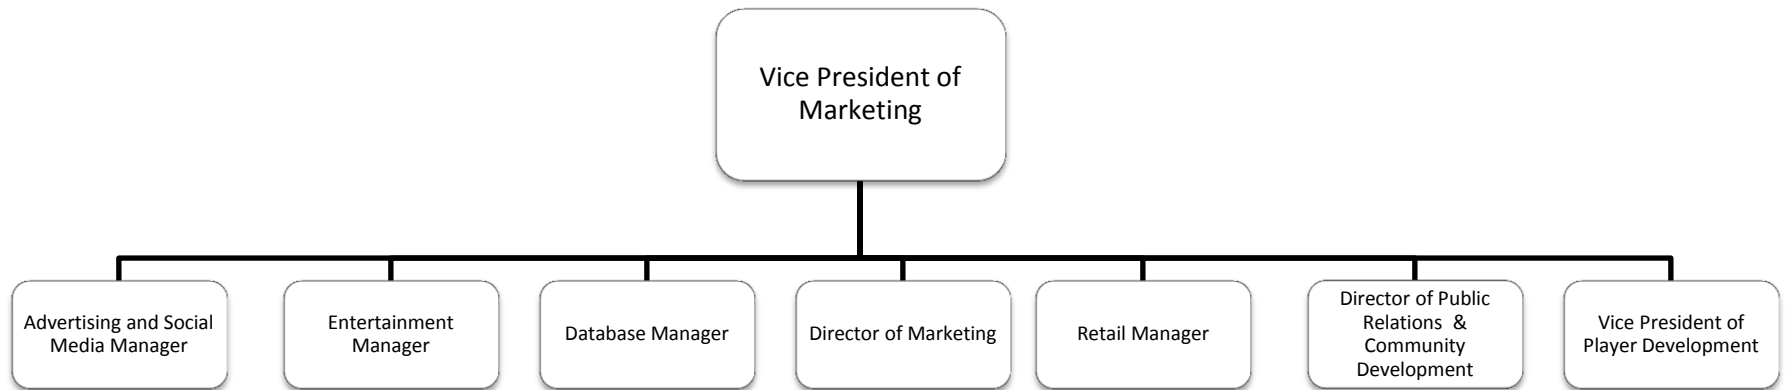 Vice President of
Marketing
Advertising and Social
Media Manager
Entertainment
Manager
Database Manager
Director of Marketing
Retail Manager
Director of Public
Relations  &
Community
Development
Vice President of
Player Development